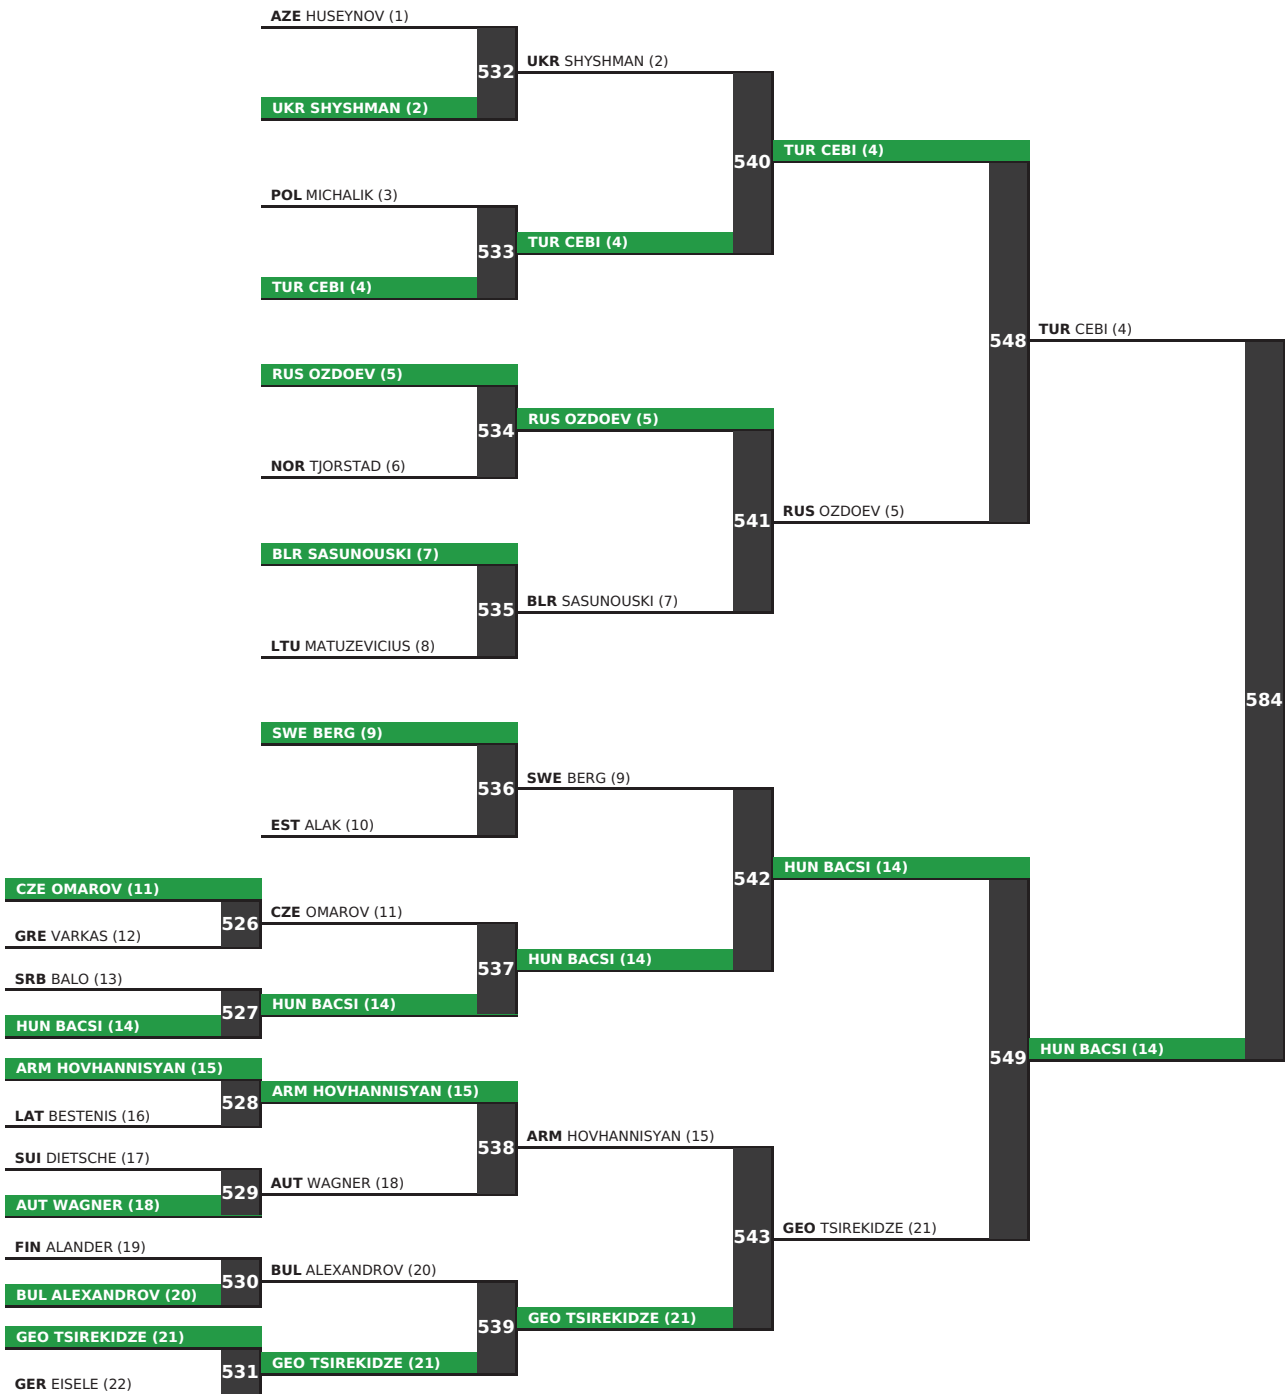 AZE HUSEYNOV (1)
532
UKR SHYSHMAN (2)
UKR SHYSHMAN (2)
540
TUR CEBI (4)
POL MICHALIK (3)
533
TUR CEBI (4)
TUR CEBI (4)
548
TUR CEBI (4)
RUS OZDOEV (5)
534
RUS OZDOEV (5)
NOR TJORSTAD (6)
541
RUS OZDOEV (5)
BLR SASUNOUSKI (7)
535
BLR SASUNOUSKI (7)
LTU MATUZEVICIUS (8)
584
SWE BERG (9)
536
SWE BERG (9)
EST ALAK (10)
542
HUN BACSI (14)
CZE OMAROV (11)
526
CZE OMAROV (11)
GRE VARKAS (12)
537
HUN BACSI (14)
SRB BALO (13)
527
HUN BACSI (14)
HUN BACSI (14)
549
HUN BACSI (14)
ARM HOVHANNISYAN (15)
528
ARM HOVHANNISYAN (15)
LAT BESTENIS (16)
538
ARM HOVHANNISYAN (15)
SUI DIETSCHE (17)
529
AUT WAGNER (18)
AUT WAGNER (18)
543
GEO TSIREKIDZE (21)
FIN ALANDER (19)
530
BUL ALEXANDROV (20)
BUL ALEXANDROV (20)
539
GEO TSIREKIDZE (21)
GEO TSIREKIDZE (21)
531
GEO TSIREKIDZE (21)
GER EISELE (22)